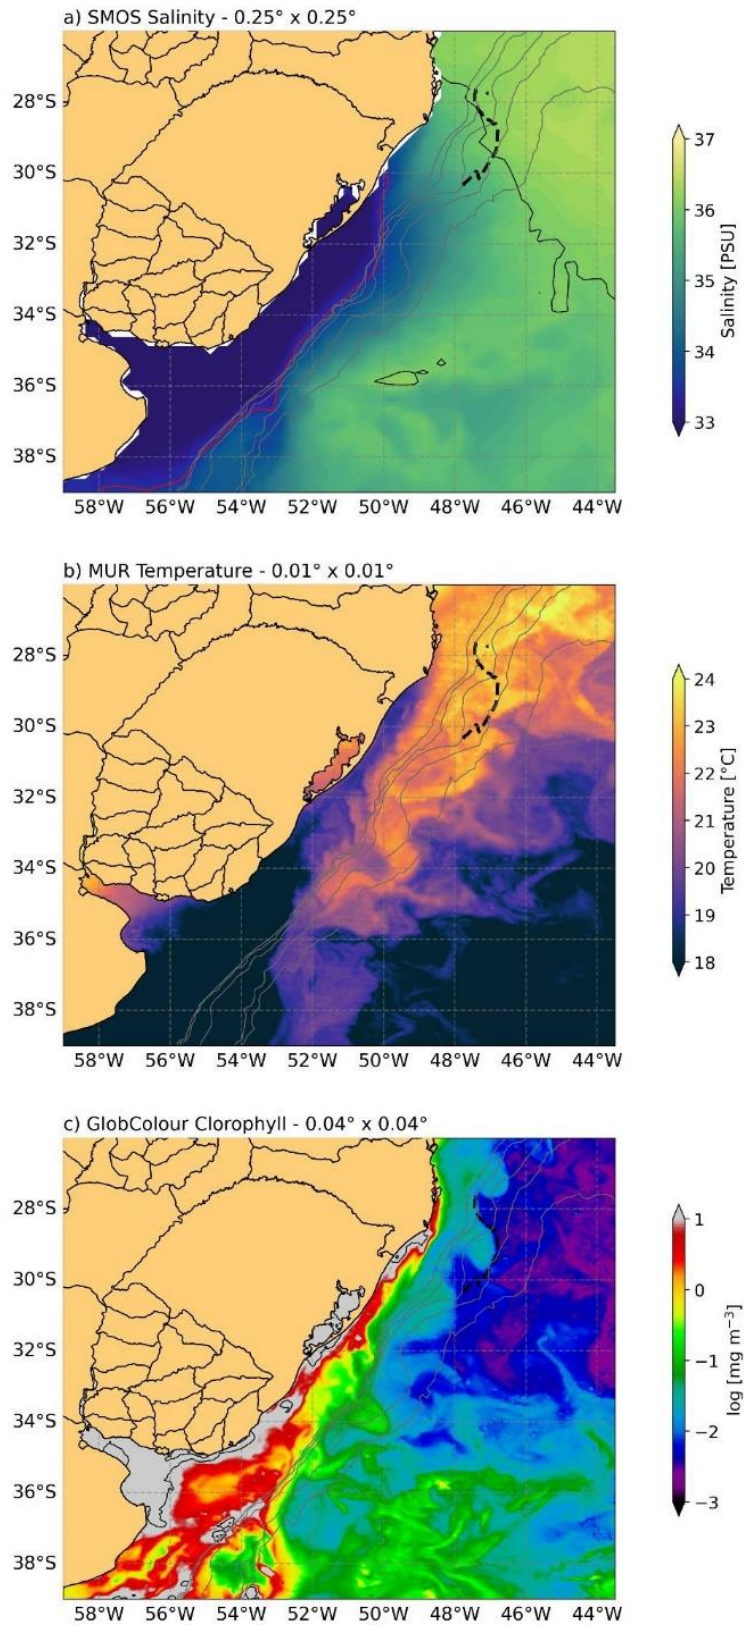 a) SMOS Salinity - 0.25° x 0.25°
28°S
30°S
32°S
34°S
36°S
38°S
58°W 56°W 54°W 52°W 50°W 48°W 46°W 44°W
37
36
35
34
33
Salinity [PSU]
b) MUR Temperature - 0.01° x 0.01°
28°S
30°S
32°S
34°S
36°S
38°S
58°W 56°W 54°W 52°W 50°W 48°W 46°W 44°W
24
23
22
21
20
19
18
Temperature [°C]
c) GlobColour Clorophyll - 0.04° x 0.04°
28°S
30°S
32°S
34°S
36°S
38°S
58°W 56°W 54°W 52°W 50°W 48°W 46°W 44°W
1
0
−1
−2
−3
log [mg m⁻³]